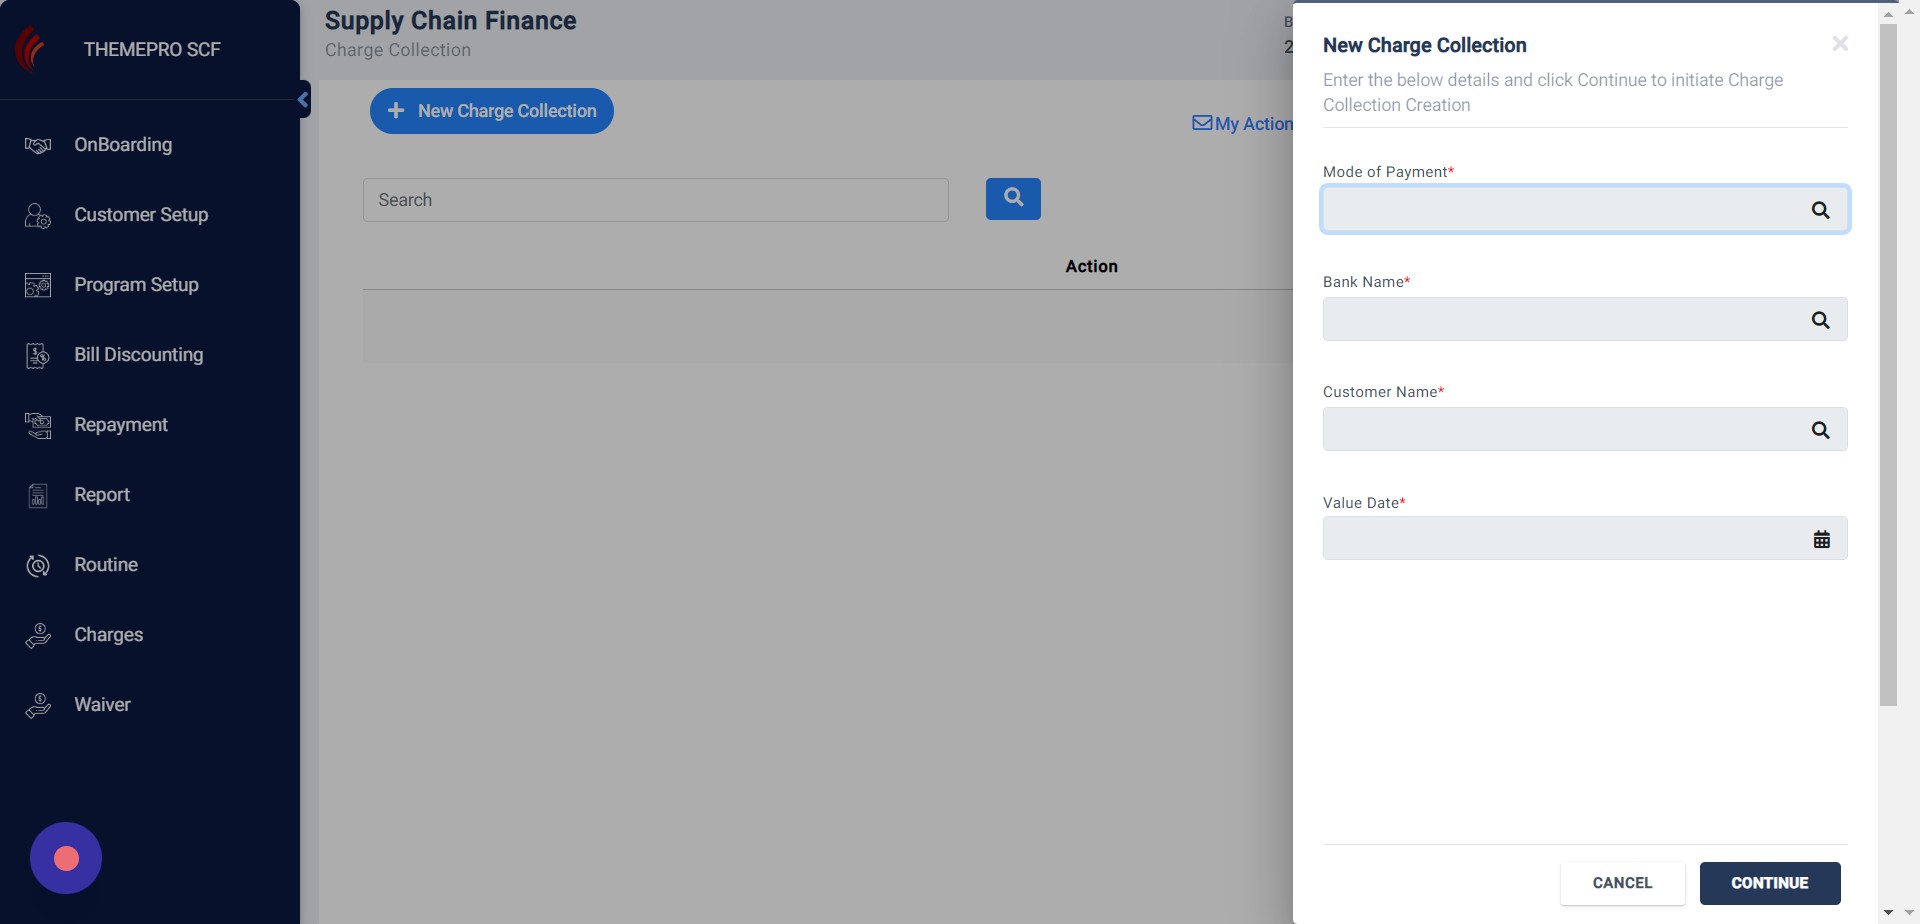 THEMEPRO SCF
OnBoarding
Customer Setup
Program Setup
Bill Discounting
Repayment
Report
Routine
Charges
Waiver
Supply Chain Finance
Charge Collection
B
2
New Charge Collection
My Action
Search
Action
New Charge Collection
Enter the below details and click Continue to initiate Charge
Collection Creation
Mode of Payment*
Bank Name*
Customer Name*
Value Date*
CANCEL
CONTINUE